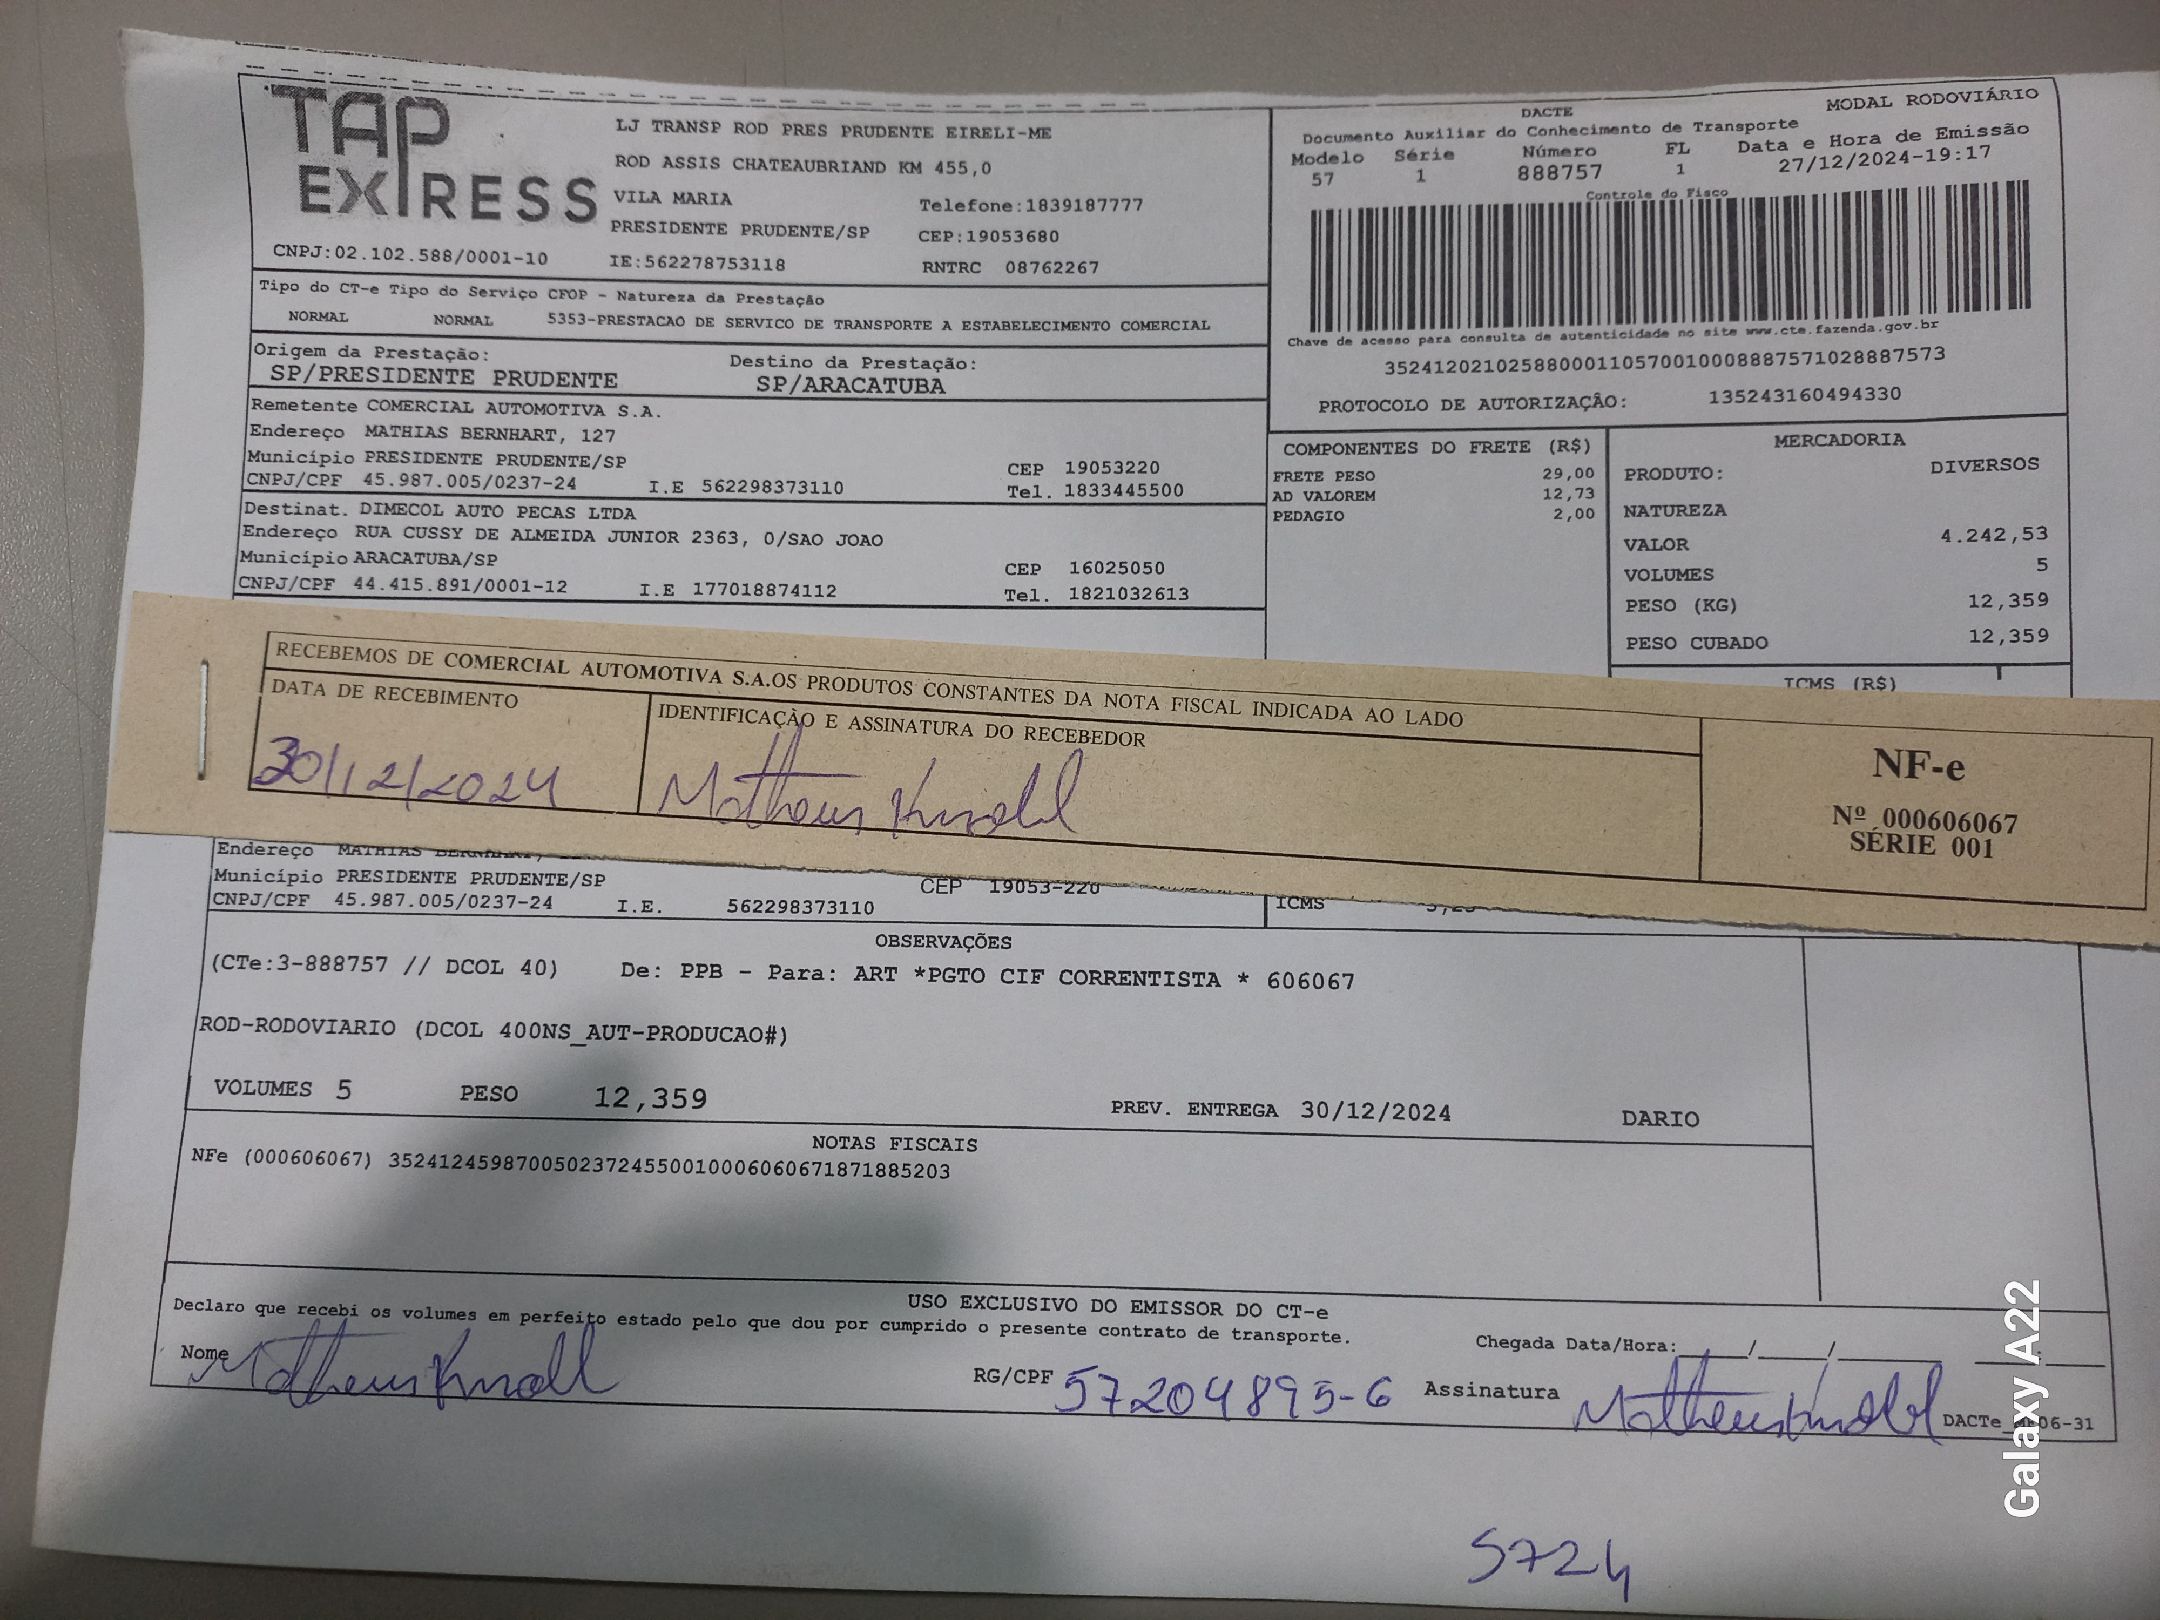 TAP EXPRESS
LJ TRANSP ROD PRES PRUDENTE EIRELI-ME
ROD ASSIS CHATEAUBRIAND KM 455,0
VILA MARIA
Telefone:1839187777
PRESIDENTE PRUDENTE/SP
CEP:19053680
CNPJ:02.102.588/0001-10
IE:562278753118
RNTRC 08762267
DACTE
MODAL RODOVIÁRIO
Documento Auxiliar do Conhecimento de Transporte
Modelo Série Número FL Data e Hora de Emissão
57 1 888757 1 27/12/2024-19:17
Controle do Fisco
Chave de acesso para consulta de autenticidade no site www.cte.fazenda.gov.br
35241202102588000110570010008887571028887573
PROTOCOLO DE AUTORIZAÇÃO: 135243160494330
Tipo do CT-e Tipo do Serviço CFOP - Natureza da Prestação
NORMAL NORMAL 5353-PRESTACAO DE SERVICO DE TRANSPORTE A ESTABELECIMENTO COMERCIAL
Origem da Prestação: Destino da Prestação:
SP/PRESIDENTE PRUDENTE SP/ARACATUBA
Remetente COMERCIAL AUTOMOTIVA S.A.
Endereço MATHIAS BERNHART, 127
Município PRESIDENTE PRUDENTE/SP CEP 19053220
CNPJ/CPF 45.987.005/0237-24 I.E 562298373110 Tel. 1833445500
Destinat. DIMECOL AUTO PECAS LTDA
Endereço RUA CUSSY DE ALMEIDA JUNIOR 2363, 0/SAO JOAO
Município ARACATUBA/SP CEP 16025050
CNPJ/CPF 44.415.891/0001-12 I.E 177018874112 Tel. 1821032613
COMPONENTES DO FRETE (R$)
FRETE PESO 29,00
AD VALOREM 12,73
PEDAGIO 2,00
MERCADORIA
PRODUTO: DIVERSOS
NATUREZA
VALOR 4.242,53
VOLUMES 5
PESO (KG) 12,359
PESO CUBADO 12,359
ICMS (R$)
RECEBEMOS DE COMERCIAL AUTOMOTIVA S.A.OS PRODUTOS CONSTANTES DA NOTA FISCAL INDICADA AO LADO
DATA DE RECEBIMENTO
30/12/2024
IDENTIFICAÇÃO E ASSINATURA DO RECEBEDOR
Matheus
NF-e
Nº 000606067
SÉRIE 001
Endereço MATHIAS BERNHART,
Município PRESIDENTE PRUDENTE/SP CEP 19053-220
CNPJ/CPF 45.987.005/0237-24 I.E. 562298373110
ICMS
OBSERVAÇÕES
(CTe:3-888757 // DCOL 40) De: PPB - Para: ART *PGTO CIF CORRENTISTA * 606067
ROD-RODOVIARIO (DCOL 400NS_AUT-PRODUCAO#)
VOLUMES 5 PESO 12,359 PREV. ENTREGA 30/12/2024 DARIO
NOTAS FISCAIS
NFe (000606067) 35241245987005023724550010006060671871885203
USO EXCLUSIVO DO EMISSOR DO CT-e
Declaro que recebi os volumes em perfeito estado pelo que dou por cumprido o presente contrato de transporte.
Chegada Data/Hora:
Nome Matheus
RG/CPF 57204895-6
Assinatura Matheus
5724
Galaxy A22